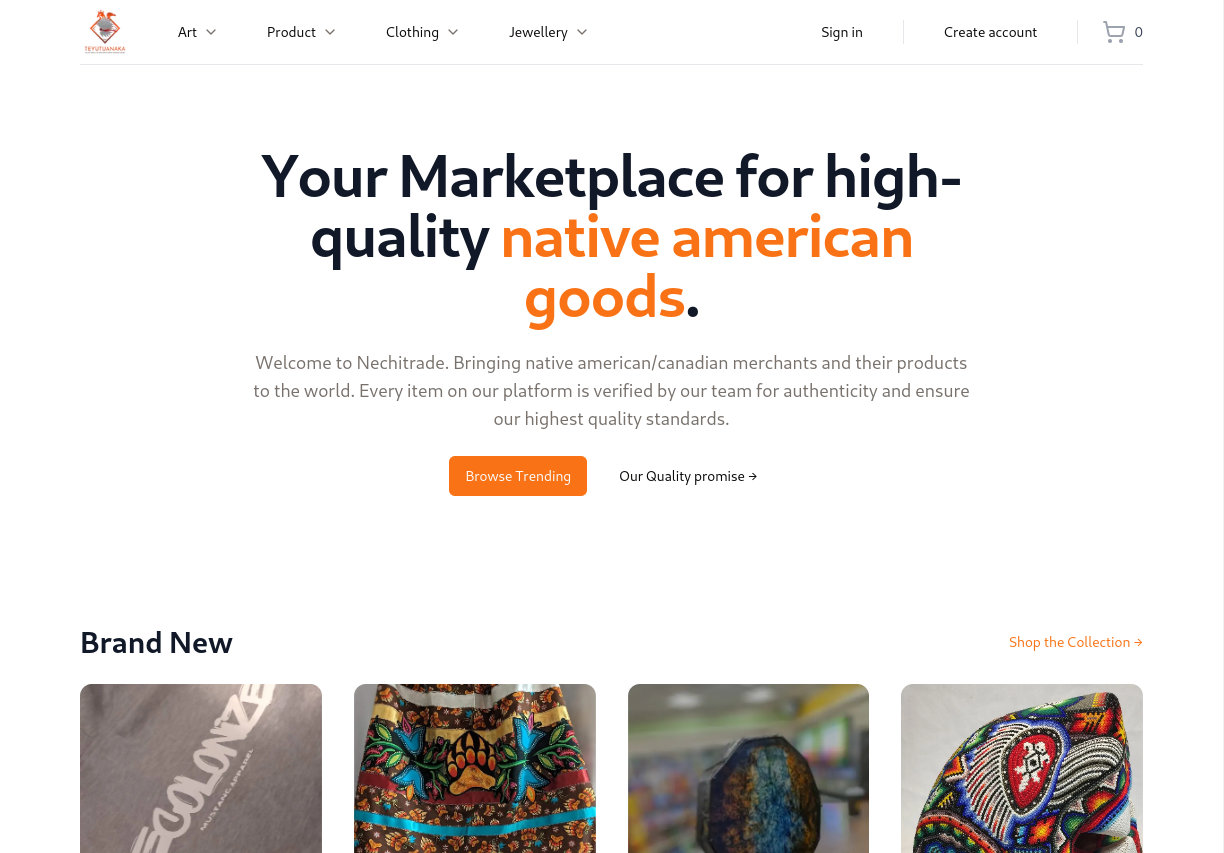 Art
Product
Clothing
Jewellery
Sign in
Create account
0
TEYUTUANAKA
Your Marketplace for high-
quality native american
goods.
Welcome to Nechitrade. Bringing native american/canadian merchants and their products
to the world. Every item on our platform is verified by our team for authenticity and ensure
our highest quality standards.
Browse Trending
Our Quality promise →
Brand New
Shop the Collection →
ECOLONIZE
MUSTANG APPAREL